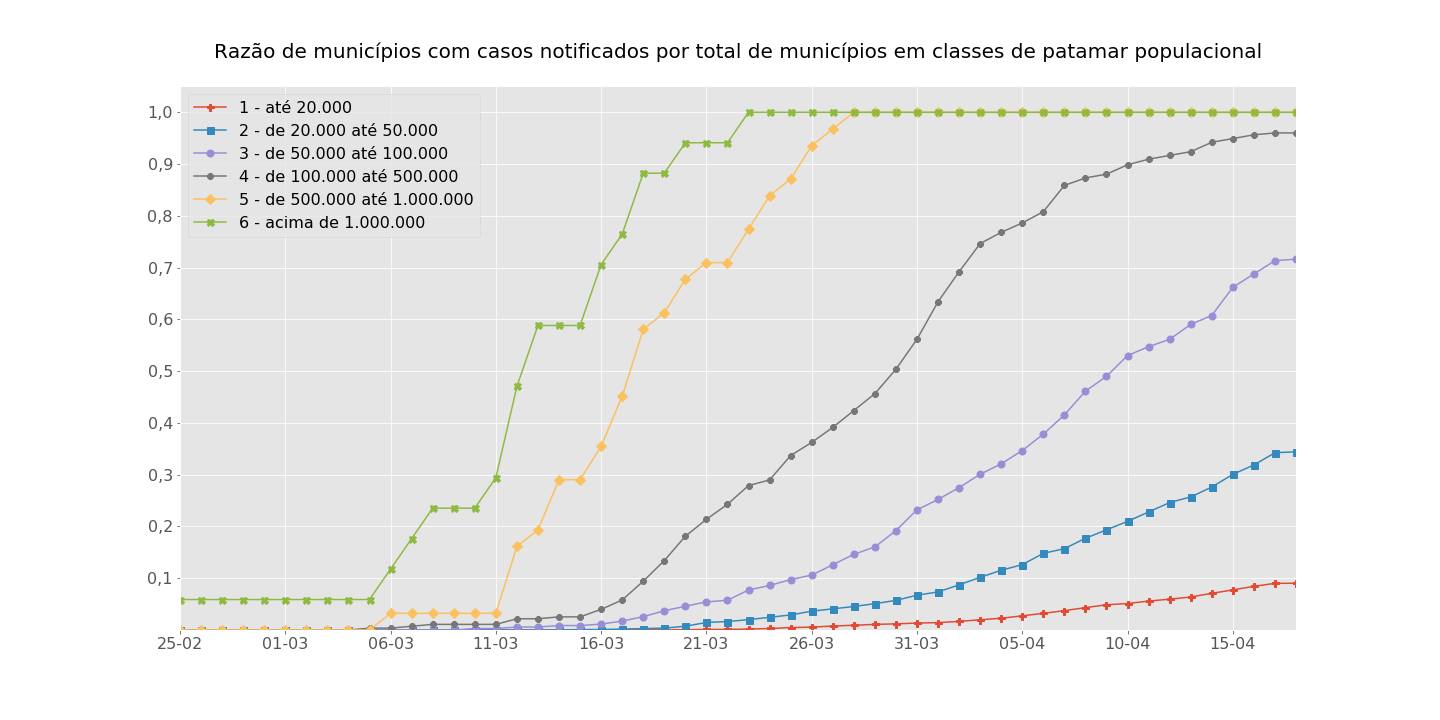 Razão de municípios com casos notificados por total de municípios em classes de patamar populacional
1 - até 20.000
2 - de 20.000 até 50.000
3 - de 50.000 até 100.000
4 - de 100.000 até 500.000
5 - de 500.000 até 1.000.000
6 - acima de 1.000.000
1,0
0,9
0,8
0,7
0,6
0,5
0,4
0,3
0,2
0,1
25-02 01-03 06-03 11-03 16-03 21-03 26-03 31-03 05-04 10-04 15-04